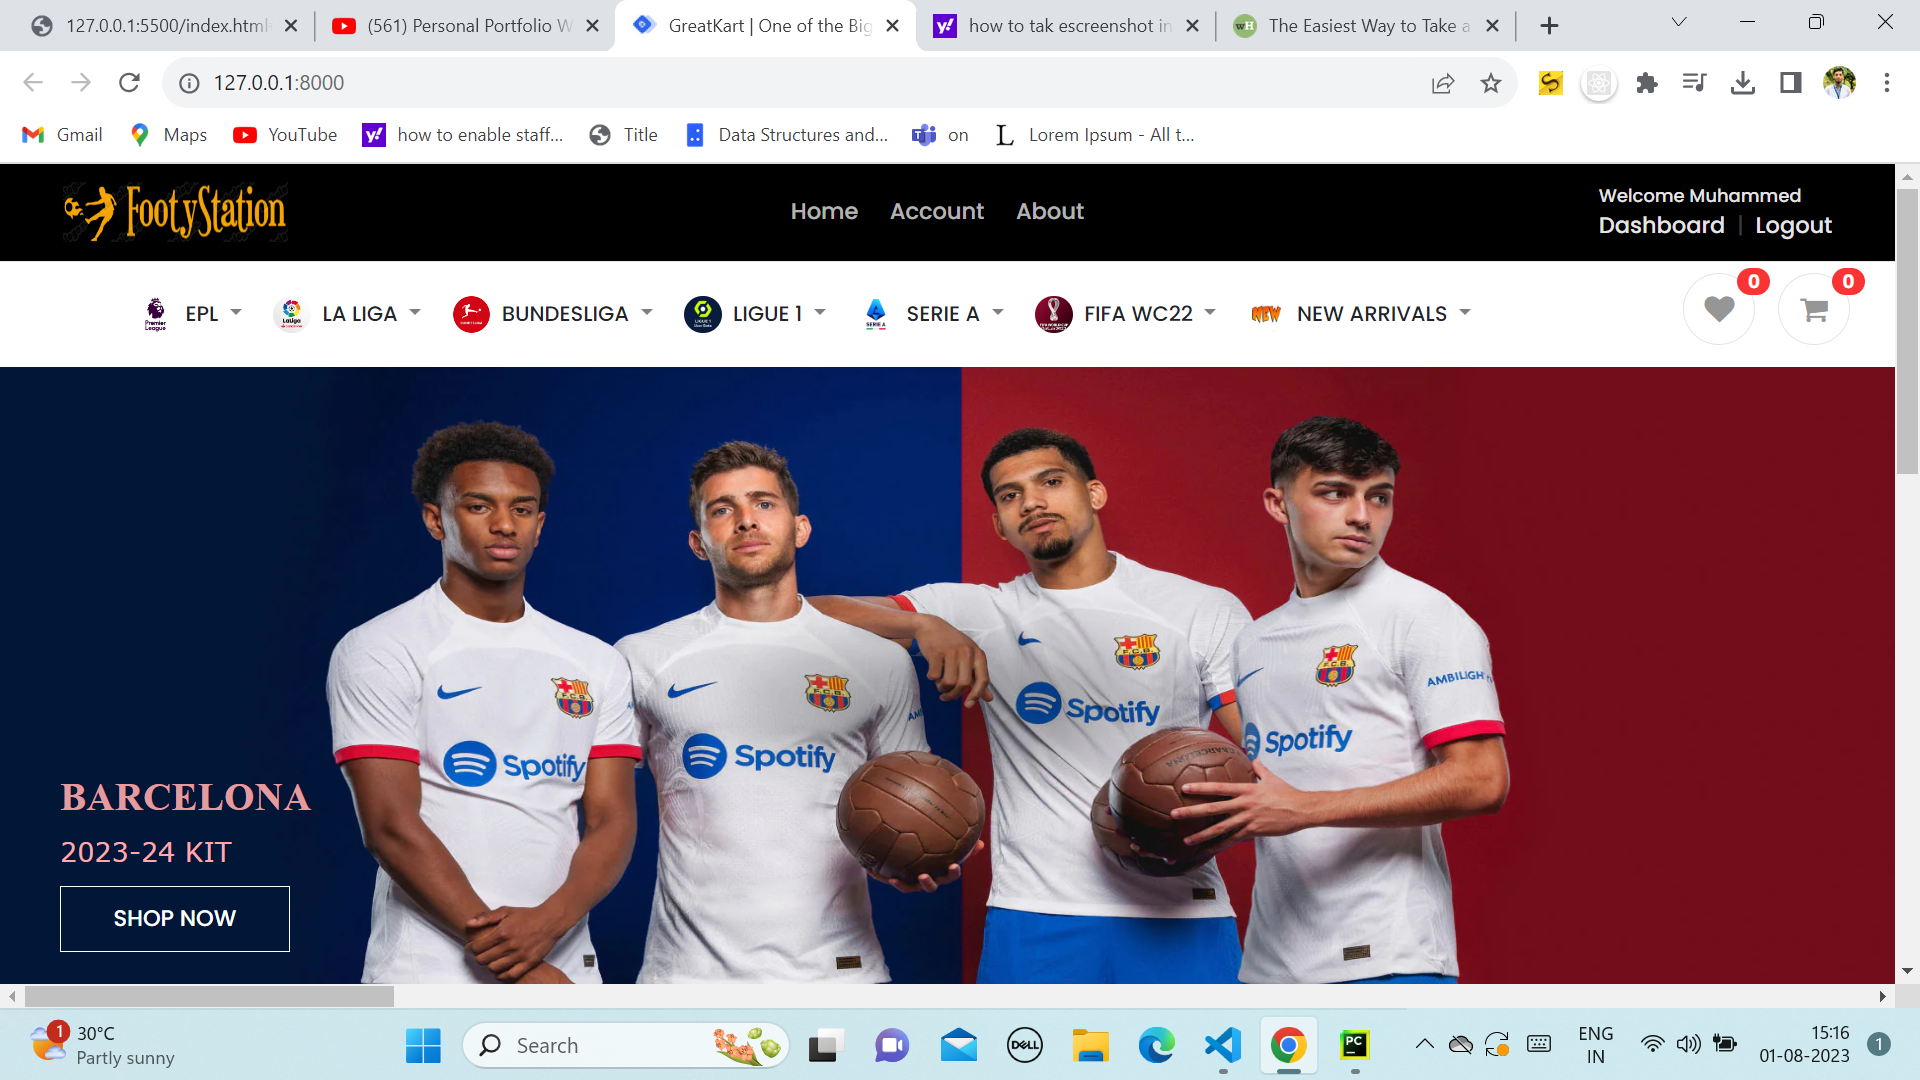 127.0.0.1:5500/index.html
(561) Personal Portfolio W
GreatKart | One of the Big
how to tak escreenshot in
The Easiest Way to Take a
127.0.0.1:8000
Gmail
Maps
YouTube
how to enable staff...
Title
Data Structures and...
on
Lorem Ipsum - All t...
FootyStation
Home
Account
About
Welcome Muhammed
Dashboard | Logout
EPL
LA LIGA
BUNDESLIGA
LIGUE 1
SERIE A
FIFA WC22
NEW
NEW ARRIVALS
0
0
Spotify
Spotify
Spotify
Spotify
AMBILIGHT
BARCELONA
2023-24 KIT
SHOP NOW
1
30°C
Partly sunny
Search
DELL
PC
ENG
IN
15:16
01-08-2023
1